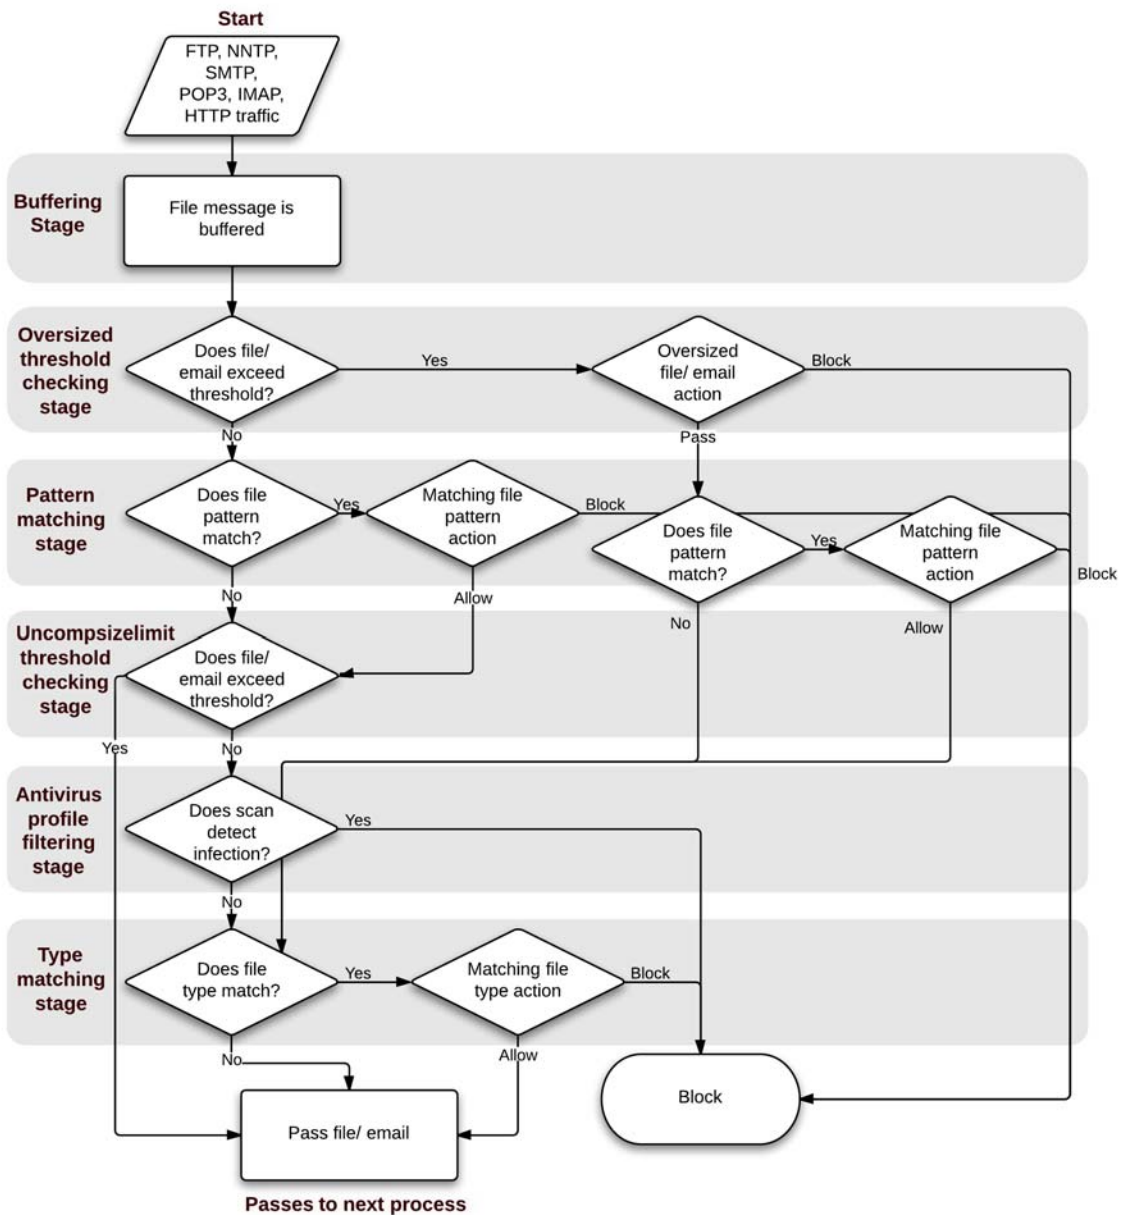 Start
FTP, NNTP,
SMTP,
POP3, IMAP,
HTTP traffic
Buffering
Stage
File message is
buffered
Oversized
threshold
checking
stage
Does file/
email exceed
threshold?
Yes
Oversized
file/ email
action
Block
No
Pass
Pattern
matching
stage
Does file
pattern
match?
Yes
Matching file
pattern
action
Block
Does file
pattern
match?
Yes
Matching file
pattern
action
Block
No
Allow
No
Allow
Uncompsizelimit
threshold
checking
stage
Does file/
email exceed
threshold?
Yes
No
Antivirus
profile
filtering
stage
Does scan
detect
infection?
Yes
No
Type
matching
stage
Does file
type match?
Yes
Matching file
type action
Block
No
Allow
Pass file/ email
Block
Passes to next process